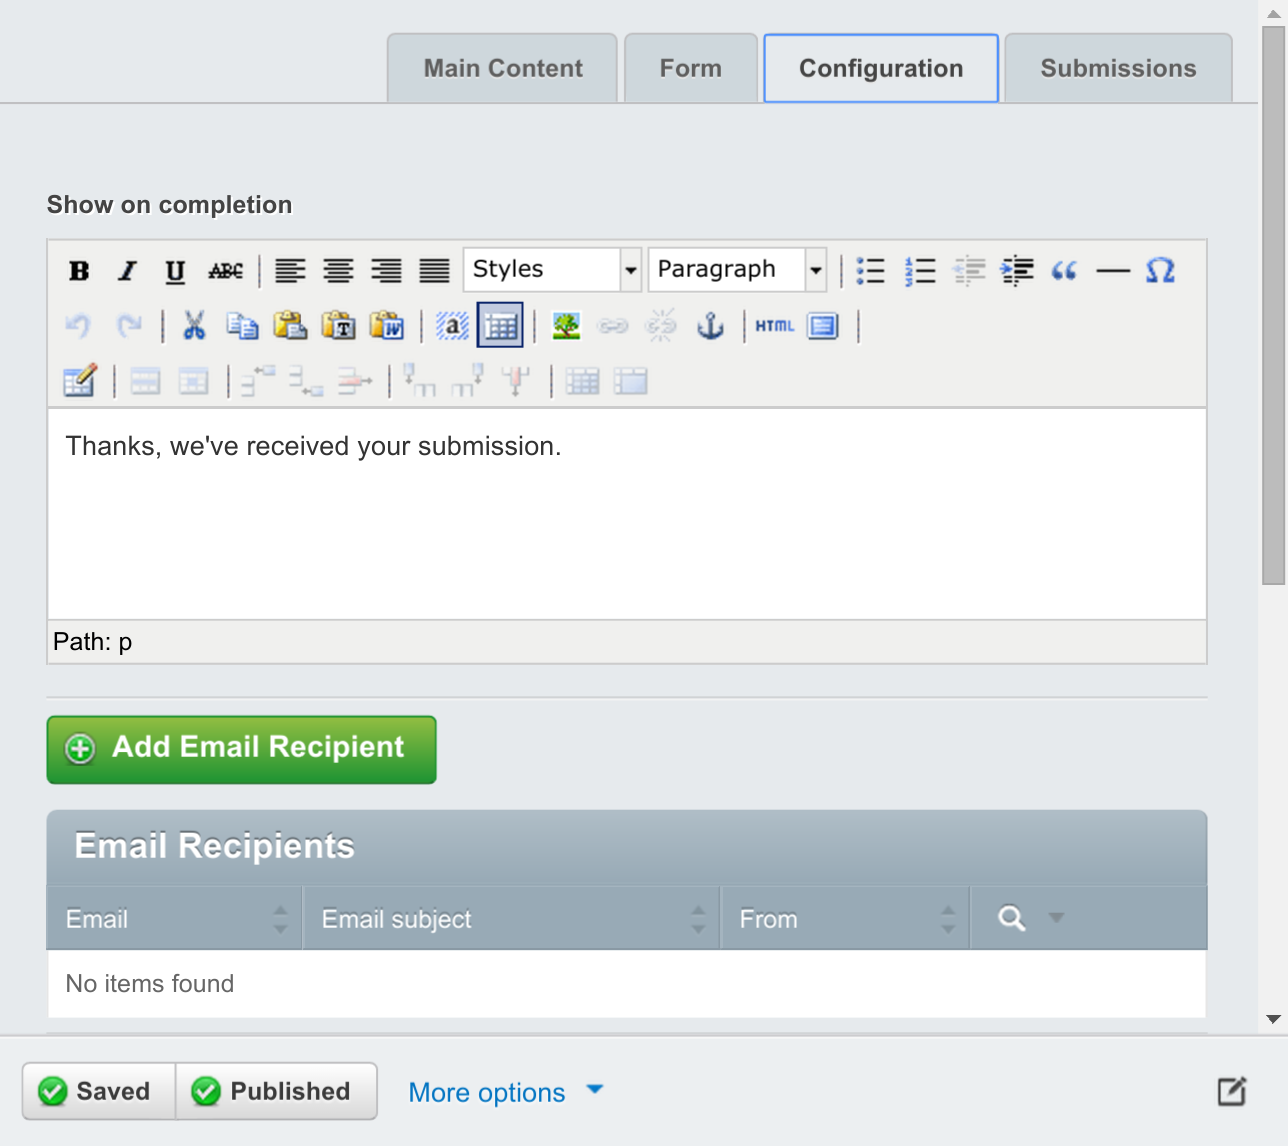 Main Content Form Configuration Submissions
Show on completion
B I U ABC Styles Paragraph
HTML
Thanks, we've received your submission.
Path: p
Add Email Recipient
Email Recipients
Email Email subject From
No items found
Saved Published More options